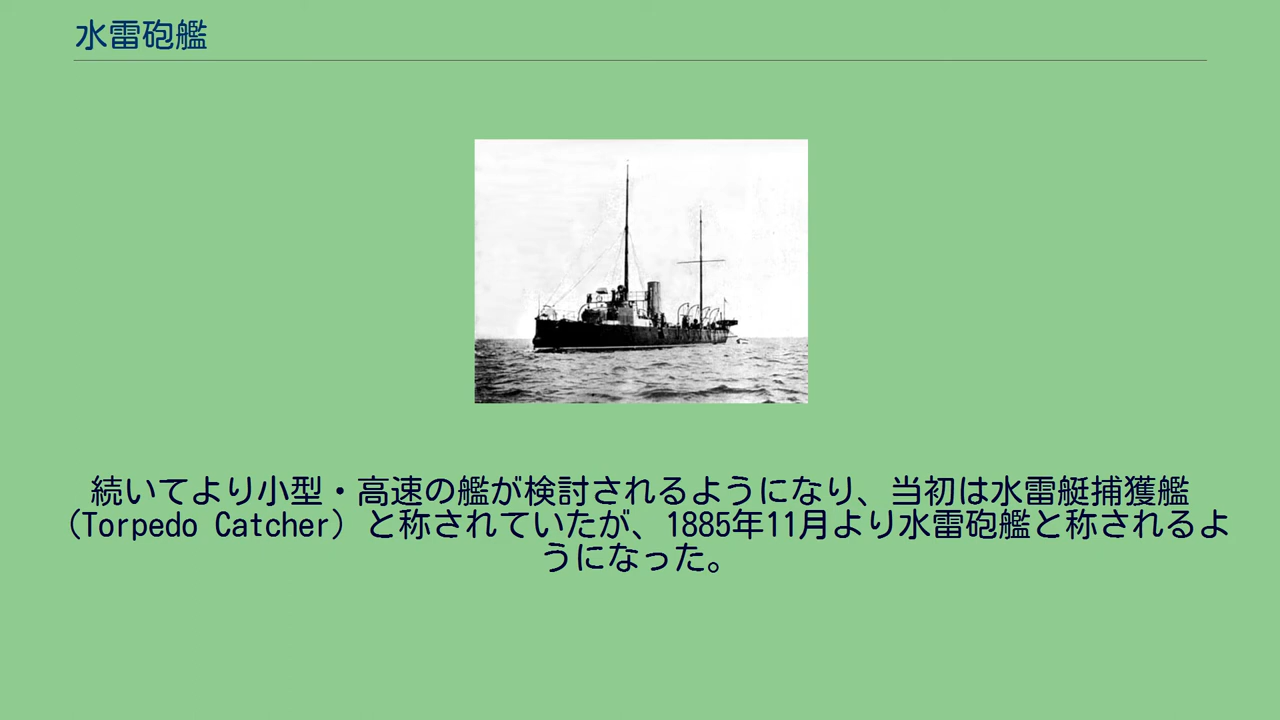 水雷砲艦
続いてより小型・高速の艦が検討されるようになり、当初は水雷艇捕獲艦
（Torpedo Catcher）と称されていたが、1885年11月より水雷砲艦と称されるよ
うになった。